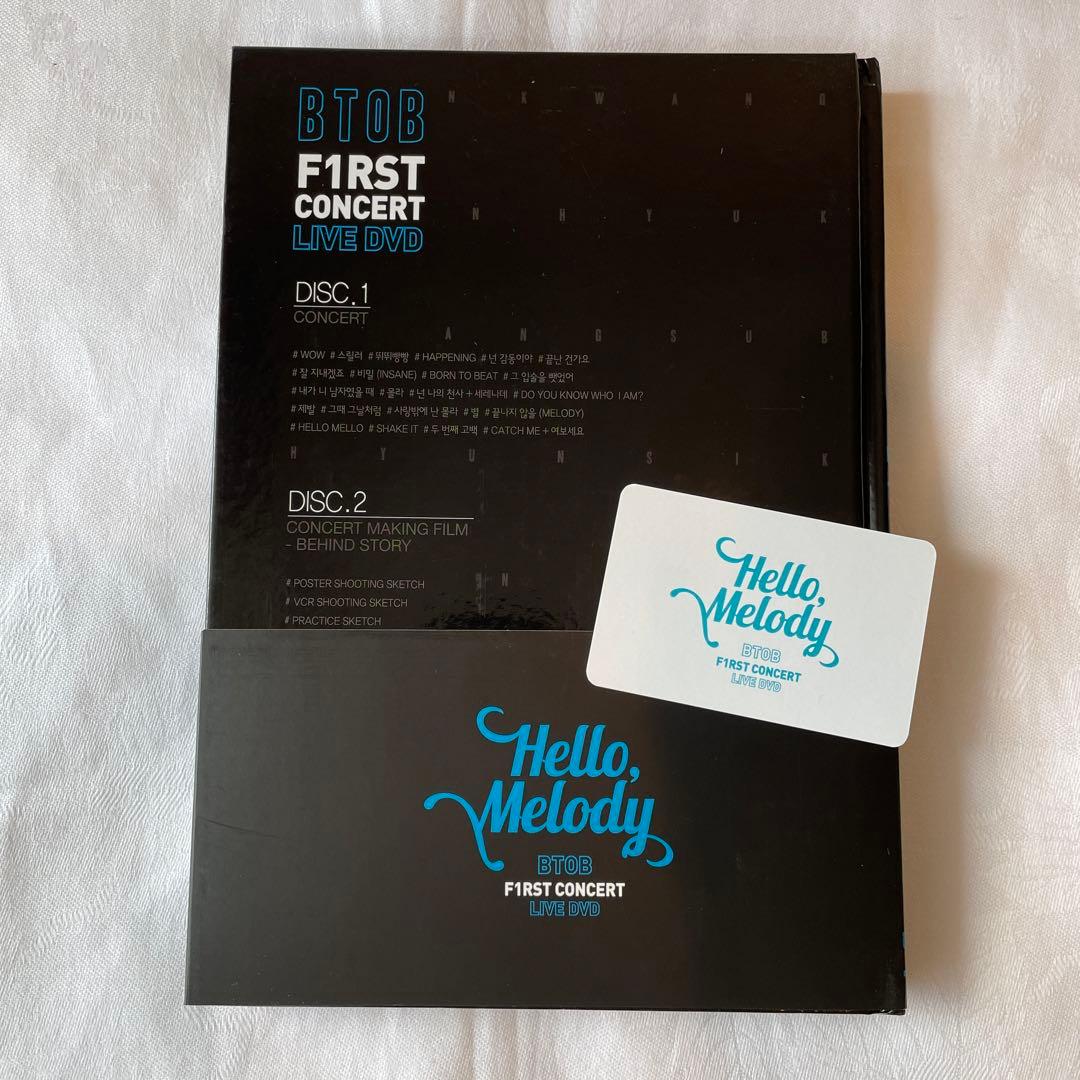 BTOB
F1RST
CONCERT
LIVE DVD
N K W A N G
N H Y U K
DISC.1
CONCERT
A N G S U B
# WOW # 스릴러 # 뛰뛰빵빵 # HAPPENING # 넌 감동이야 # 끝난 건가요
# 잘 지내겠죠 # 비밀 (INSANE) # BORN TO BEAT # 그 입술을 뺏었어
# 내가 니 남자였을 때 # 몰라 # 넌 나의 천사 + 세레나데 # DO YOU KNOW WHO I AM?
# 제발 # 그때 그날처럼 # 사랑밖에 난 몰라 # 별 # 끝나지 않을 (MELODY)
# HELLO MELLO # SHAKE IT # 두 번째 고백 # CATCH ME + 여보세요
H Y U N S I K
DISC.2
CONCERT MAKING FILM
- BEHIND STORY
# POSTER SHOOTING SKETCH
# VCR SHOOTING SKETCH
# PRACTICE SKETCH
Hello,
Melody
BTOB
F1RST CONCERT
LIVE DVD
Hello,
Melody
BTOB
F1RST CONCERT
LIVE DVD